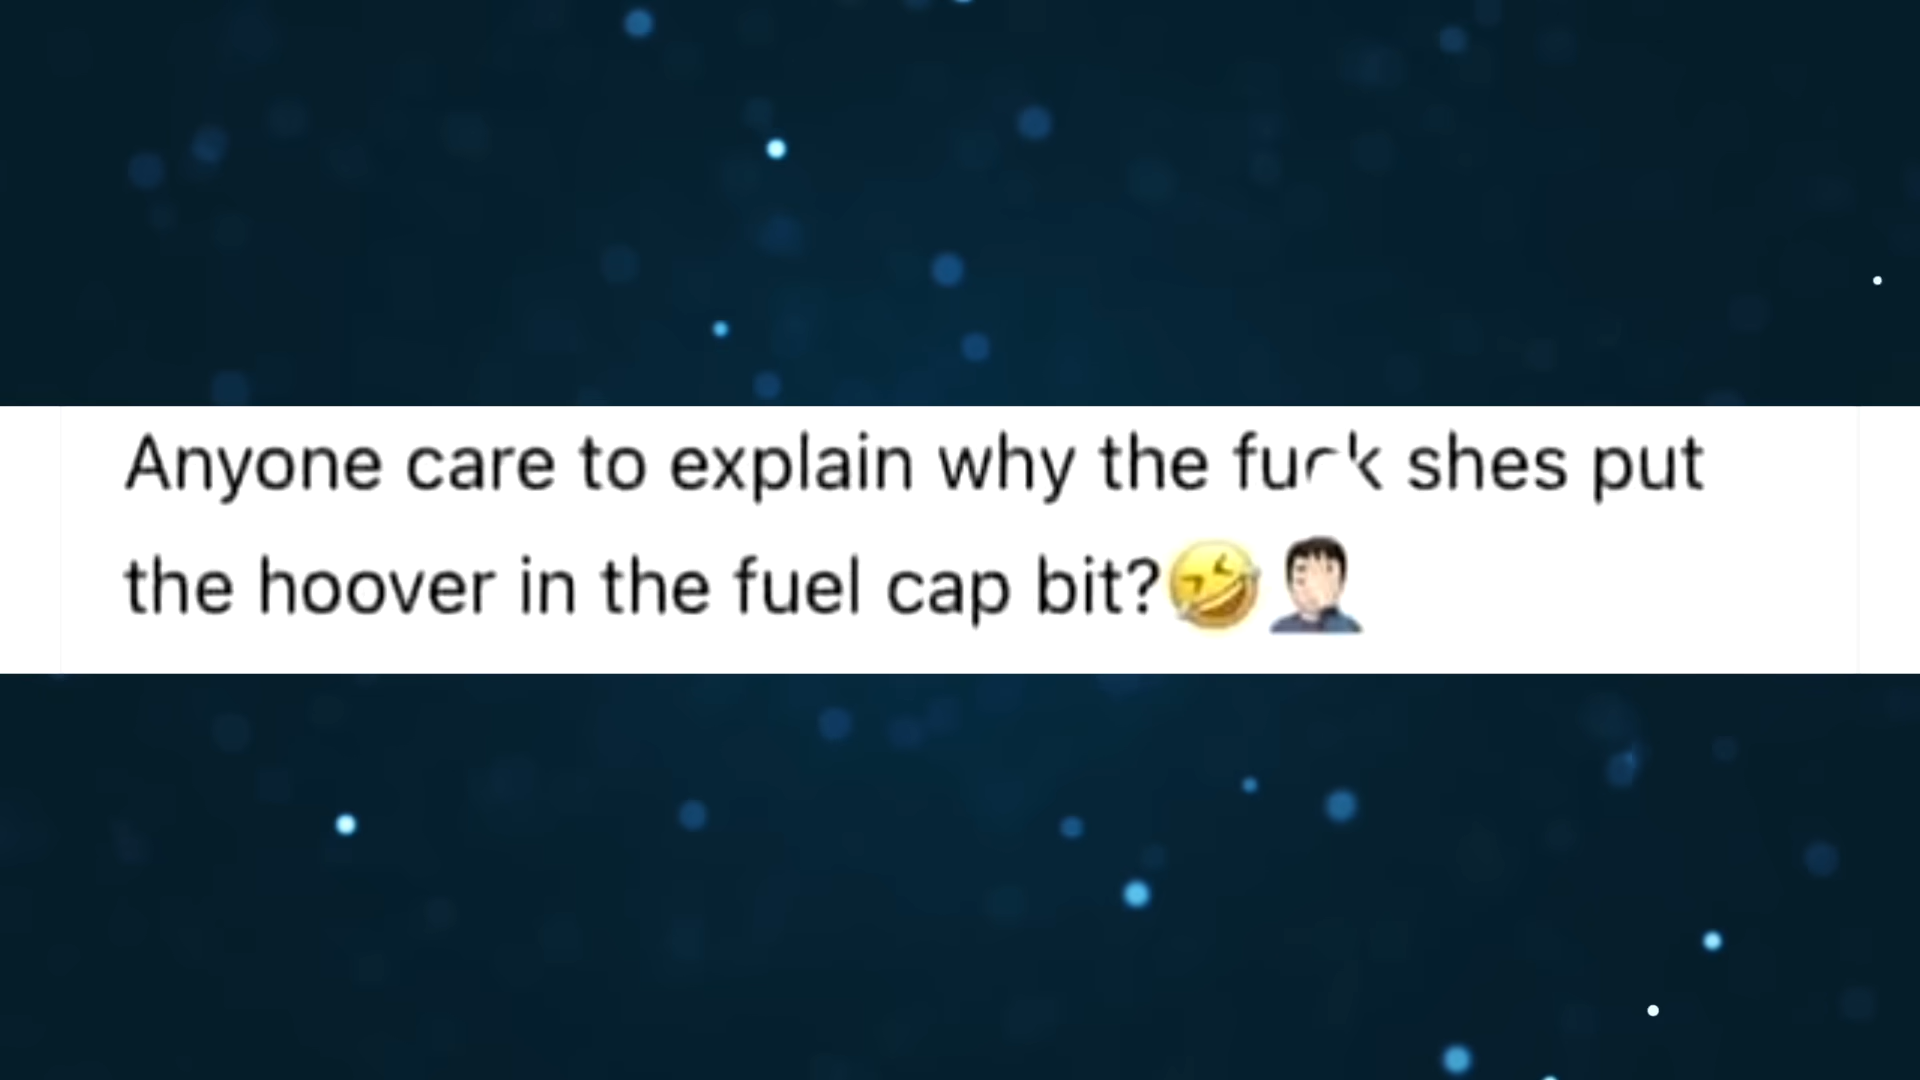 Anyone care to explain why the fuck shes put
the hoover in the fuel cap bit?🤣🤦🏻‍♂️